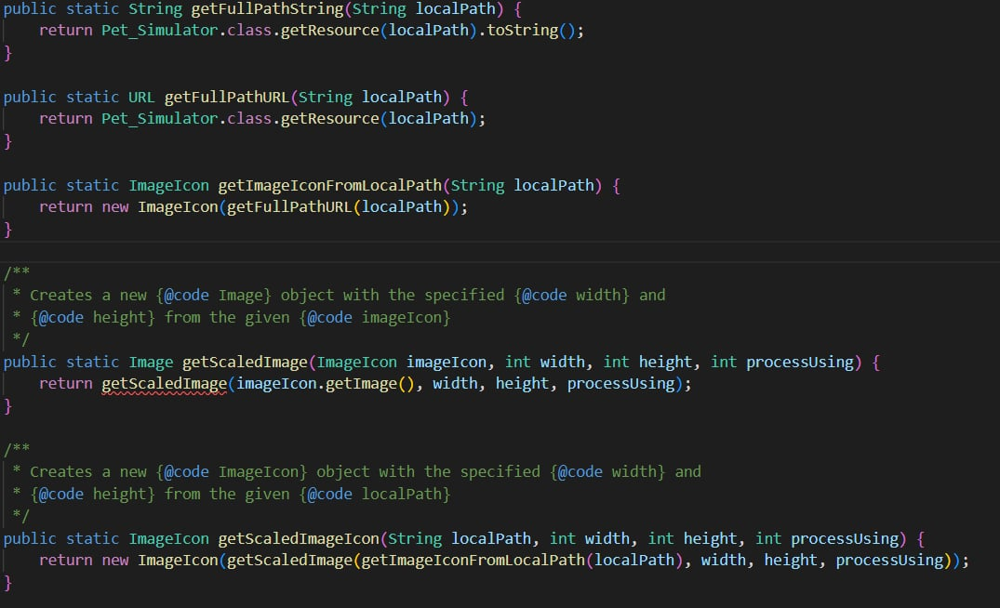 public static String getFullPathString(String localPath) {
    return Pet_Simulator.class.getResource(localPath).toString();
}
public static URL getFullPathURL(String localPath) {
    return Pet_Simulator.class.getResource(localPath);
}
public static ImageIcon getImageIconFromLocalPath(String localPath) {
    return new ImageIcon(getFullPathURL(localPath));
}
/**
 * Creates a new {@code Image} object with the specified {@code width} and
 * {@code height} from the given {@code imageIcon}
 */
public static Image getScaledImage(ImageIcon imageIcon, int width, int height, int processUsing) {
    return getScaledImage(imageIcon.getImage(), width, height, processUsing);
}
/**
 * Creates a new {@code ImageIcon} object with the specified {@code width} and
 * {@code height} from the given {@code localPath}
 */
public static ImageIcon getScaledImageIcon(String localPath, int width, int height, int processUsing) {
    return new ImageIcon(getScaledImage(getImageIconFromLocalPath(localPath), width, height, processUsing));
}